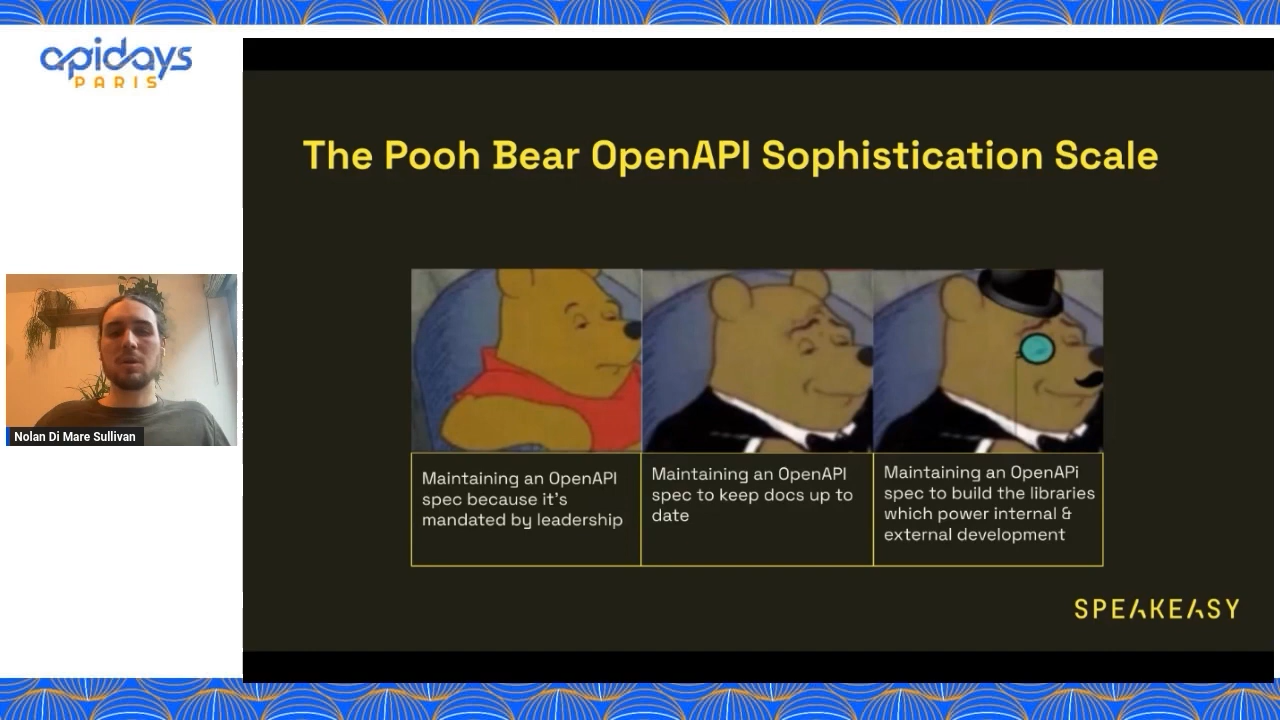 apidays
PARIS
The Pooh Bear OpenAPI Sophistication Scale
Nolan Di Mare Sullivan
Maintaining an OpenAPI
spec because it's
mandated by leadership
Maintaining an OpenAPI
spec to keep docs up to
date
Maintaining an OpenAPi
spec to build the libraries
which power internal &
external development
SPEAKEASY